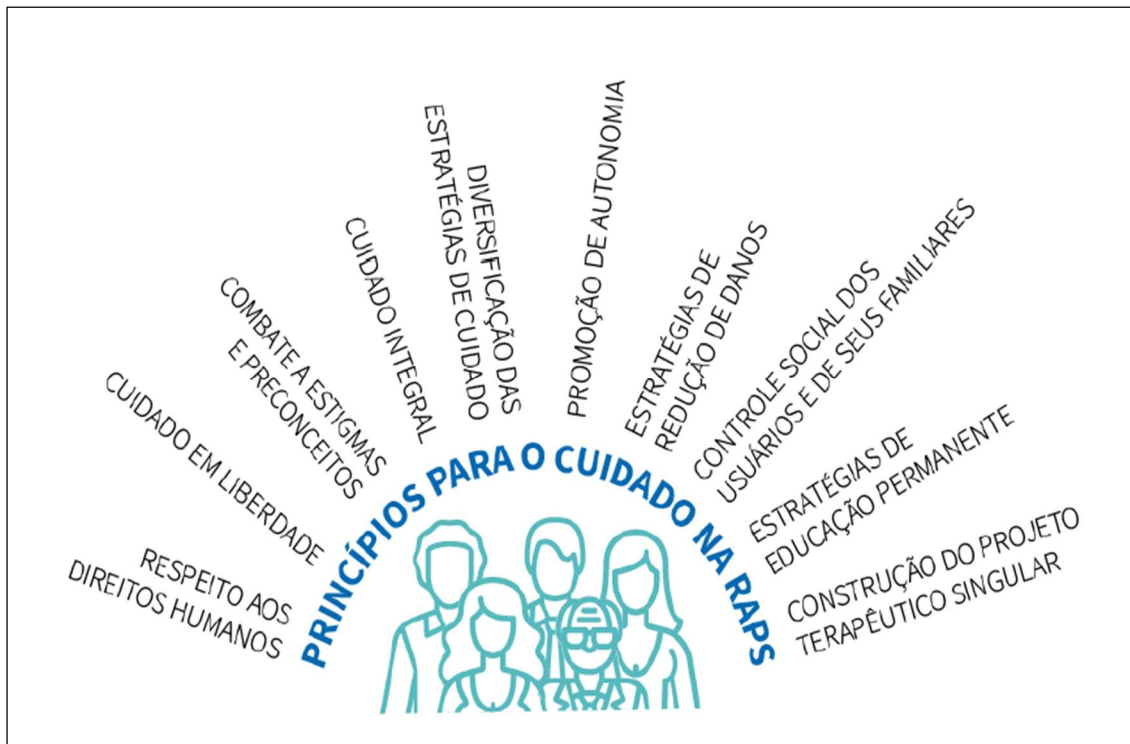 RESPEITO AOS
DIREITOS HUMANOS
CUIDADO EM LIBERDADE
COMBATE A ESTIGMAS
E PRECONCEITOS
CUIDADO INTEGRAL
DIVERSIFICAÇÃO DAS
ESTRATÉGIAS DE CUIDADO
PROMOÇÃO DE AUTONOMIA
ESTRATÉGIAS DE
REDUÇÃO DE DANOS
CONTROLE SOCIAL DOS
USUÁRIOS E DE SEUS FAMILIARES
ESTRATÉGIAS DE
EDUCAÇÃO PERMANENTE
CONSTRUÇÃO DO PROJETO
TERAPÊUTICO SINGULAR
PRINCÍPIOS PARA O CUIDADO NA RAPS